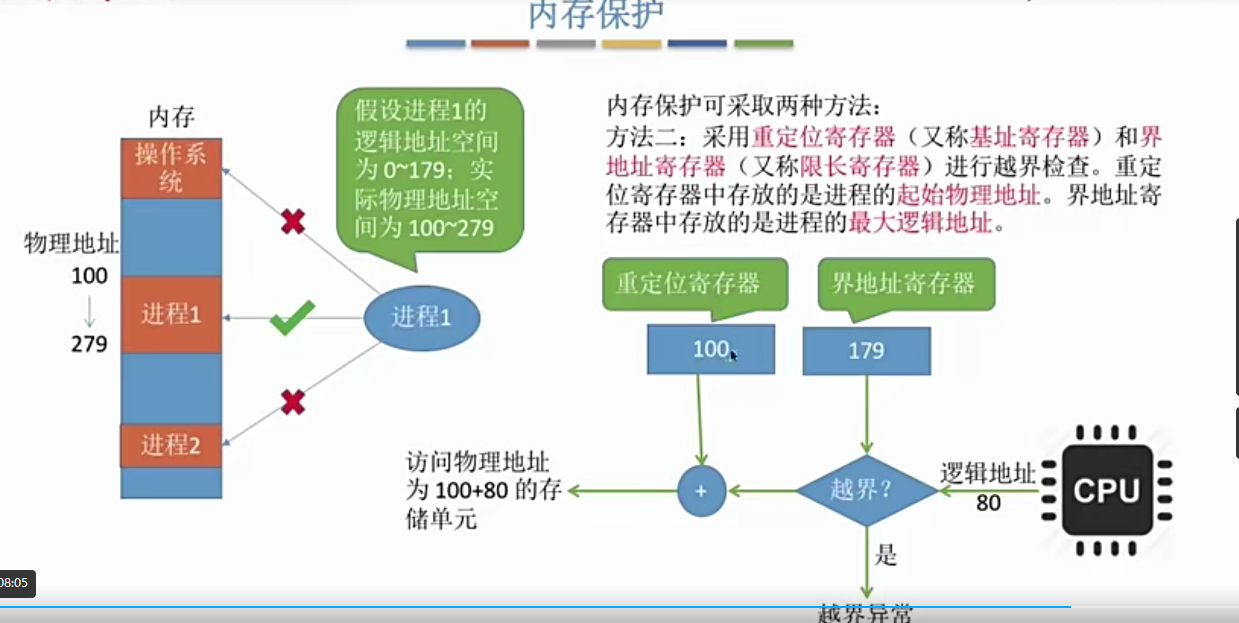 内存保护
内存
操作系
统
物理地址
100
279
进程1
进程2
假设进程1的
逻辑地址空间
为 0~179；实
际物理地址空
间为 100~279
进程1
内存保护可采取两种方法：
方法二：采用重定位寄存器（又称基址寄存器）和界
地址寄存器（又称限长寄存器）进行越界检查。重定
位寄存器中存放的是进程的起始物理地址。界地址寄
存器中存放的是进程的最大逻辑地址。
重定位寄存器
界地址寄存器
100
179
访问物理地址
为 100+80 的存
储单元
+
越界？
逻辑地址
80
CPU
是
越界异常
08:05